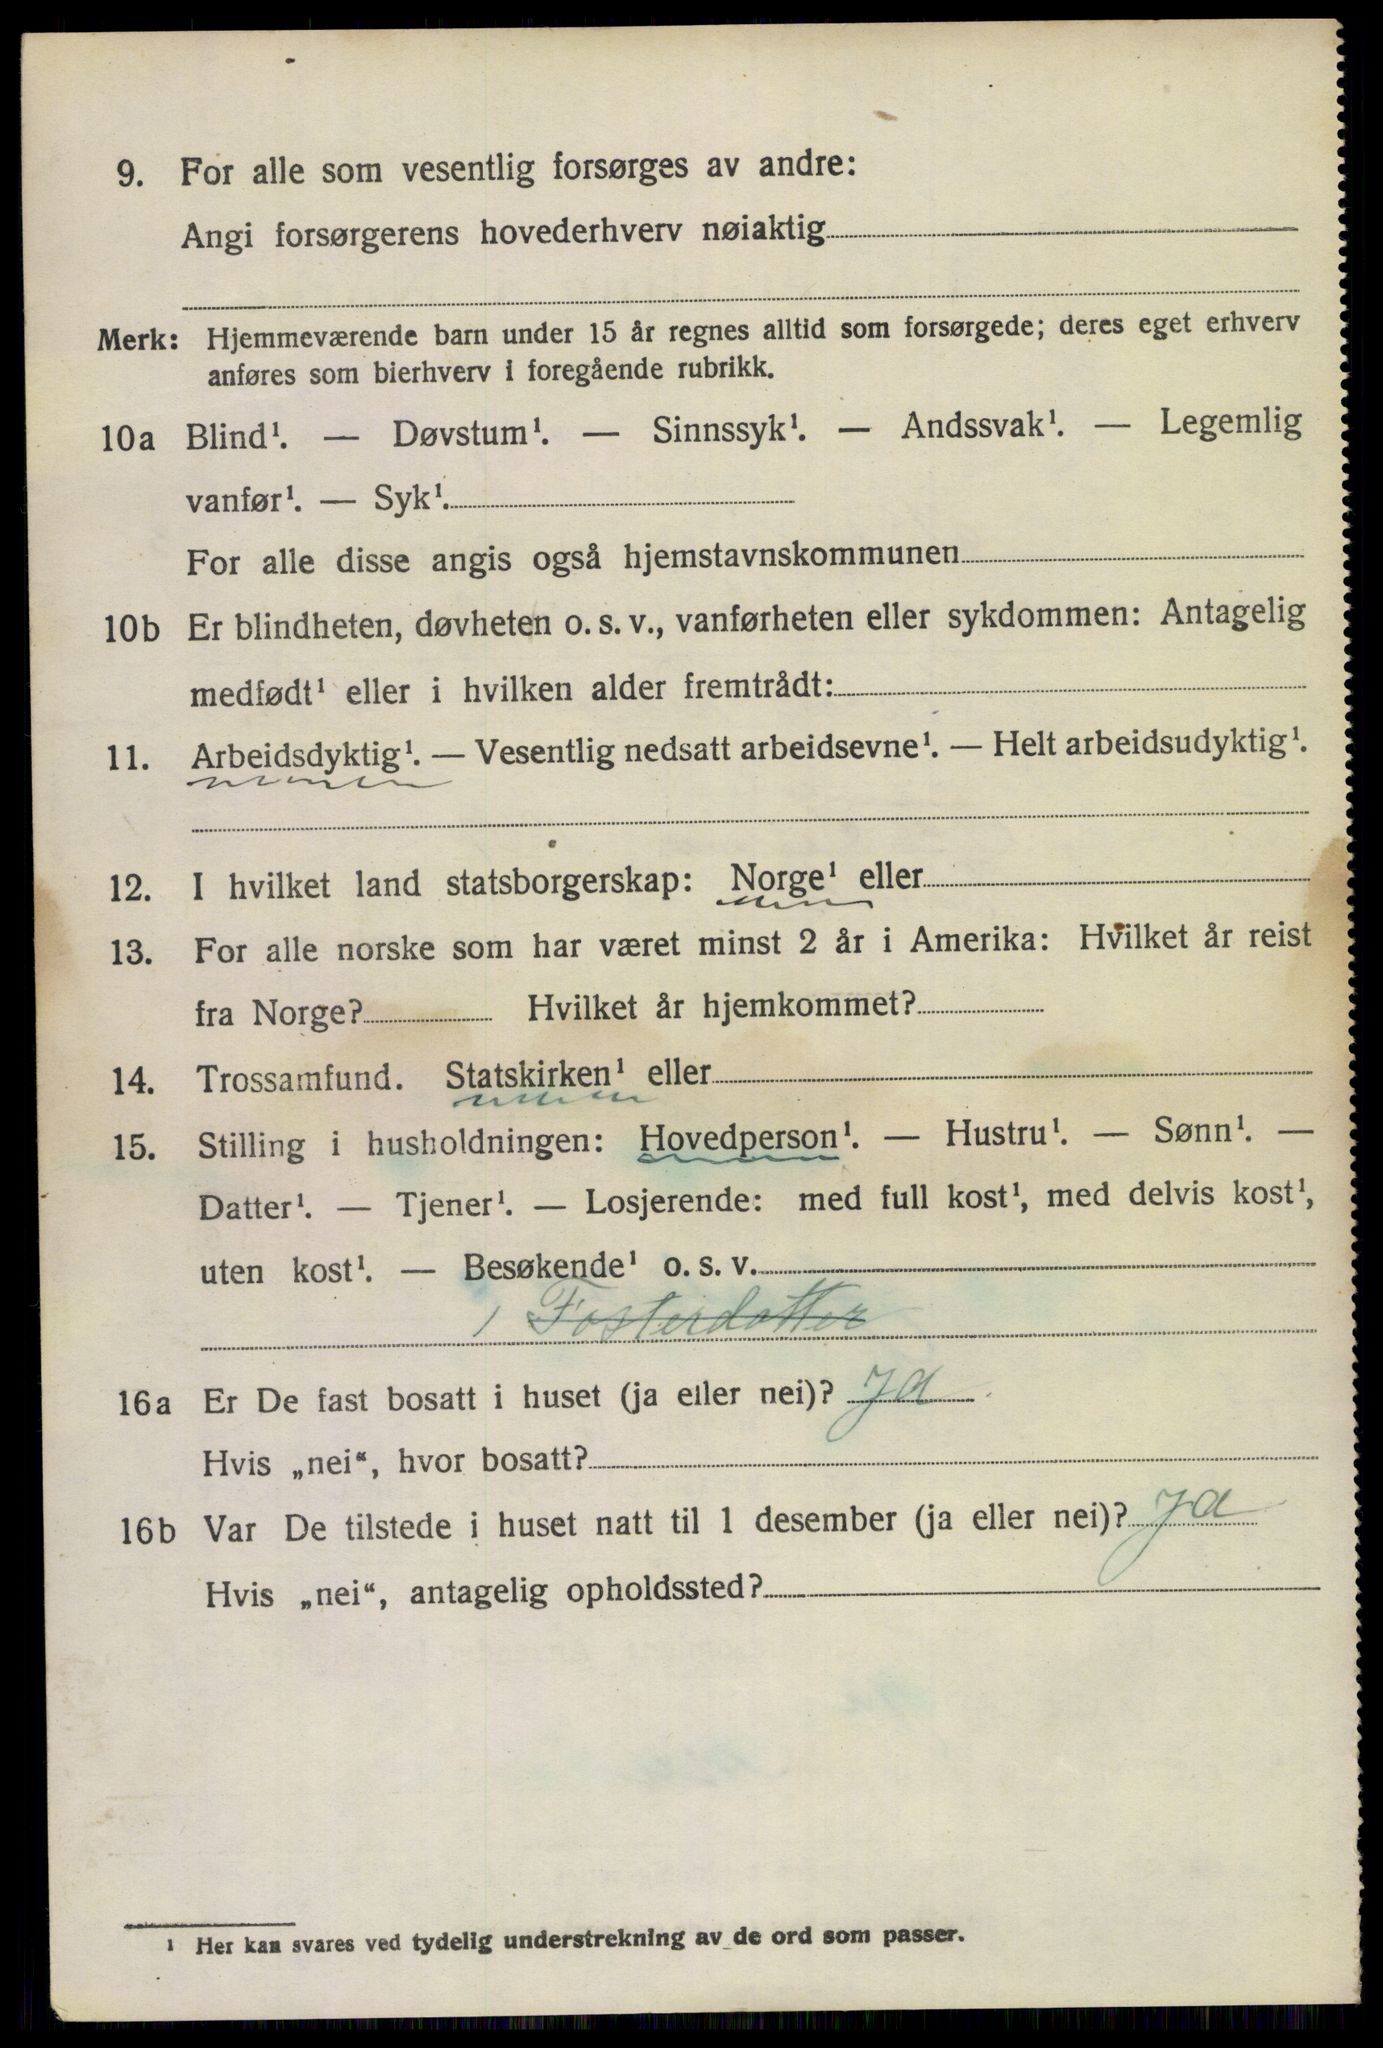 9. For alle som vesentlig forsørges av andre:
Angi forsørgerens hovederhverv nøiaktig
Merk: Hjemmeværende barn under 15 år regnes alltid som forsørgede; deres eget erhverv
anføres som bierhverv i foregående rubrikk.
10a Blind¹. — Døvstum¹. — Sinnssyk¹. — Andssvak¹. — Legemlig
vanfør¹. — Syk¹.
For alle disse angis også hjemstavnskommunen
10b Er blindheten, døvheten o. s. v., vanførheten eller sykdommen: Antagelig
medfødt¹ eller i hvilken alder fremtrådt:
11. Arbeidsdyktig¹. — Vesentlig nedsatt arbeidsevne¹. — Helt arbeidsudyktig¹.
12. I hvilket land statsborgerskap: Norge¹ eller
13. For alle norske som har været minst 2 år i Amerika: Hvilket år reist
fra Norge? Hvilket år hjemkommet?
14. Trossamfund. Statskirken¹ eller
15. Stilling i husholdningen: Hovedperson¹. — Hustru¹. — Sønn¹. —
Datter¹. — Tjener¹. — Losjerende: med full kost¹, med delvis kost¹,
uten kost¹. — Besøkende¹ o. s. v.
Fosterdatter
16a Er De fast bosatt i huset (ja eller nei)? Ja
Hvis „nei“, hvor bosatt?
16b Var De tilstede i huset natt til 1 desember (ja eller nei)? Ja
Hvis „nei“, antagelig opholdssted?
¹ Her kan svares ved tydelig understrekning av de ord som passer.